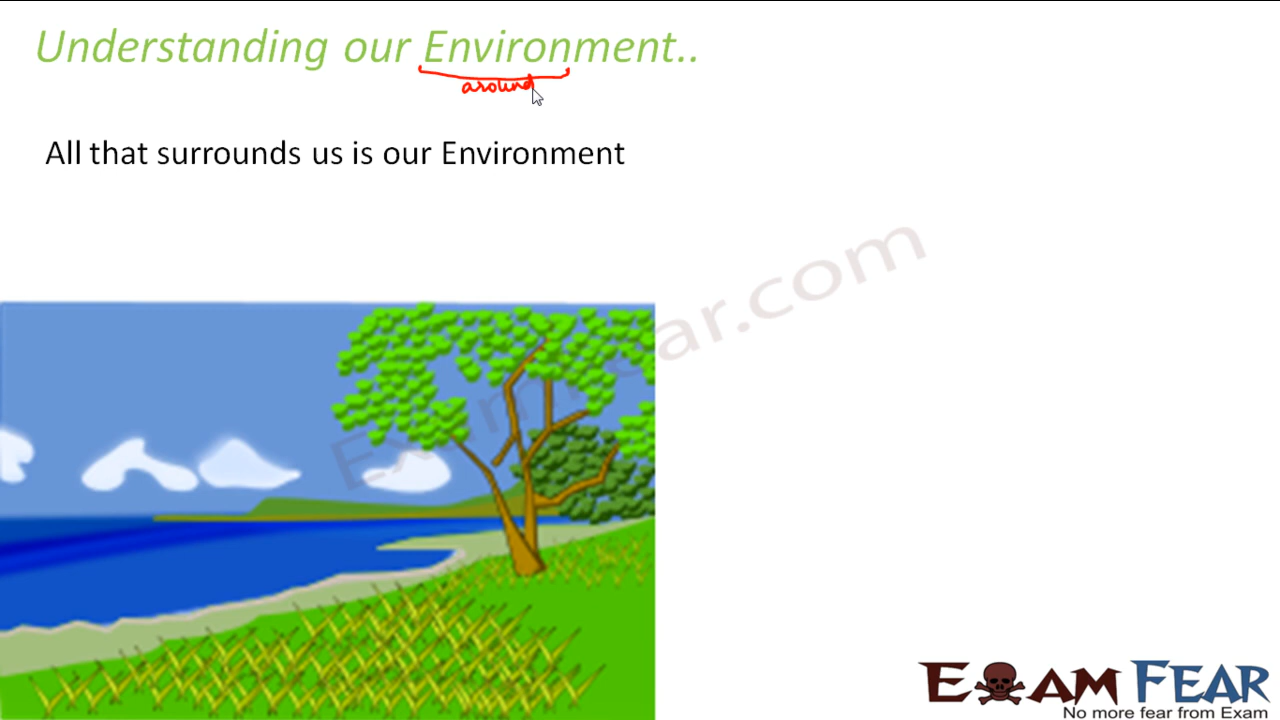 Understanding our Environment..
around
All that surrounds us is our Environment
ExamFear.com
EXAM FEAR
No more fear from Exam